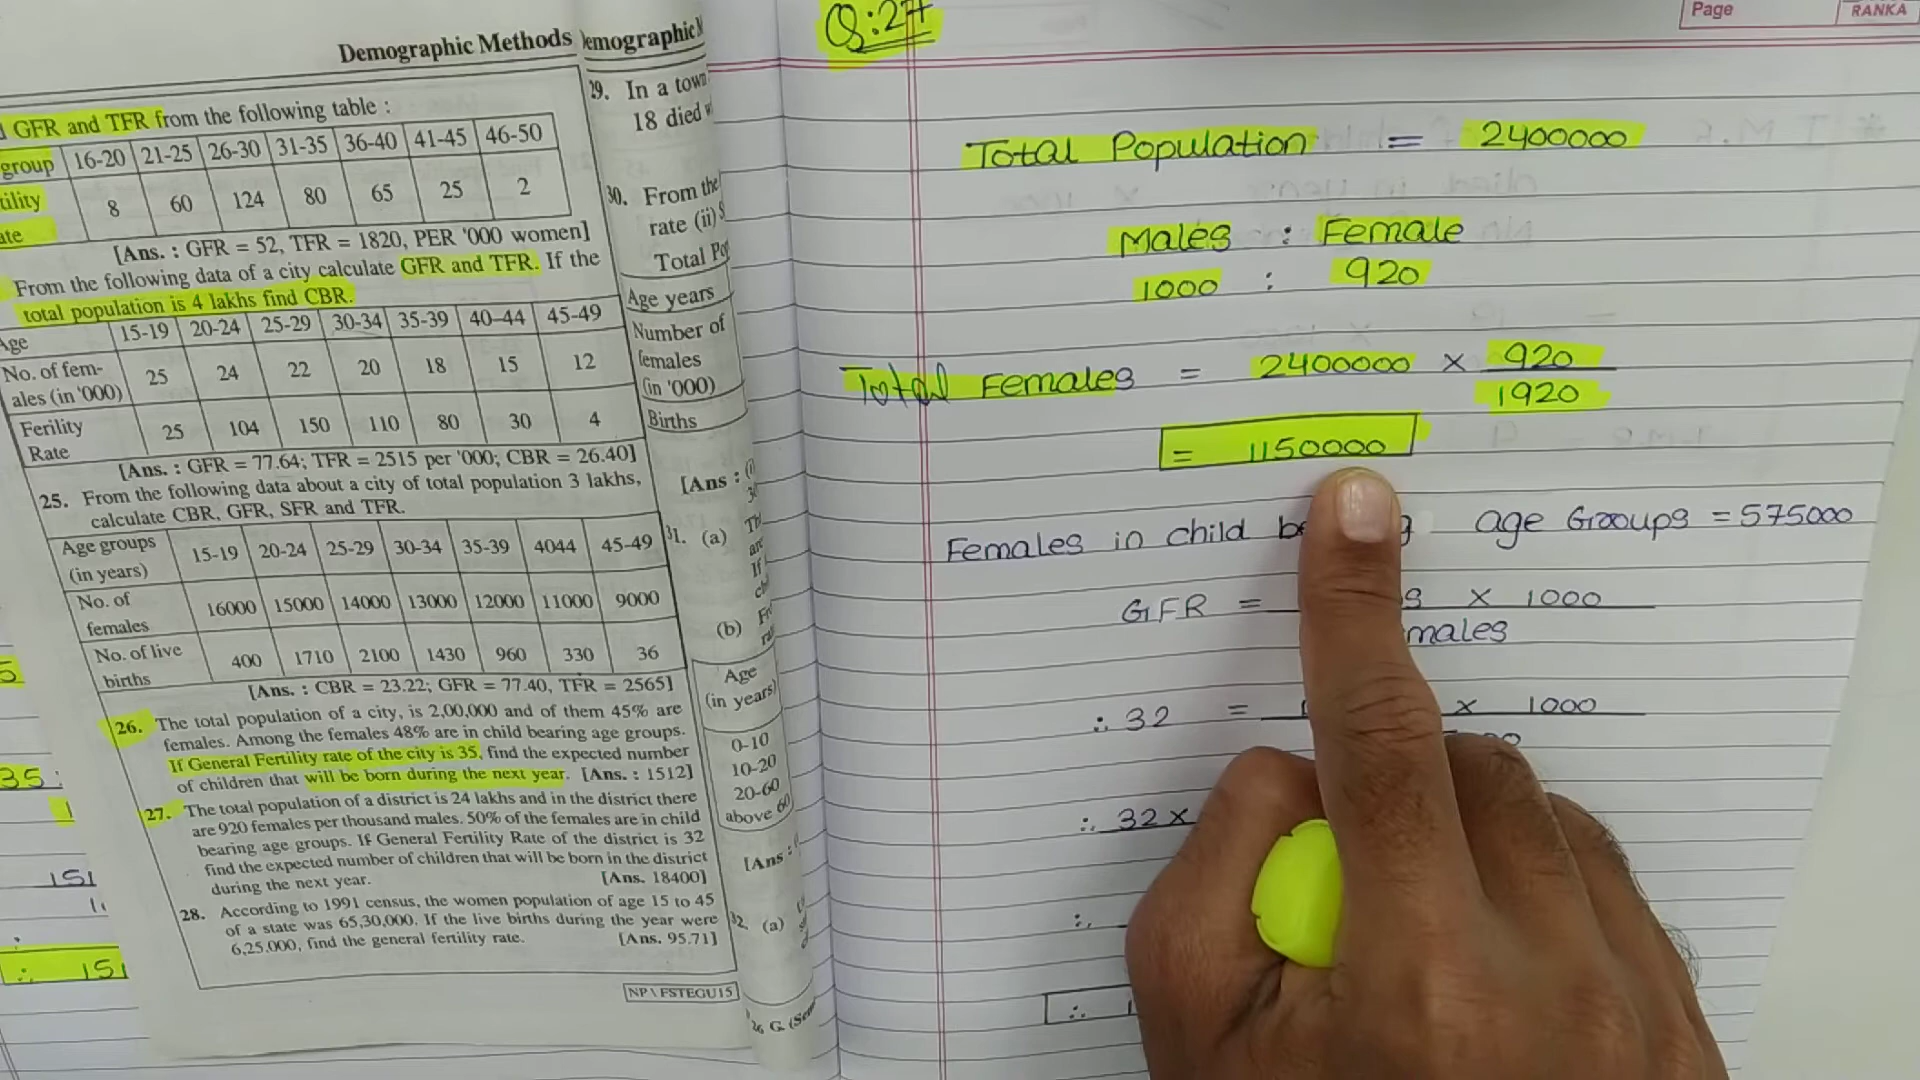 Demographic Methods
GFR and TFR from the following table :
group 16-20 21-25 26-30 31-35 36-40 41-45 46-50
8 60 124 80 65 25 2
[Ans. : GFR = 52, TFR = 1820, PER '000 women]
From the following data of a city calculate GFR and TFR. If the
total population is 4 lakhs find CBR.
15-19 20-24 25-29 30-34 35-39 40-44 45-49
No. of fem-
ales (in '000) 25 24 22 20 18 15 12
Ferility
Rate 25 104 150 110 80 30 4
[Ans. : GFR = 77.64; TFR = 2515 per '000; CBR = 26.40]
25. From the following data about a city of total population 3 lakhs,
calculate CBR, GFR, SFR and TFR.
Age groups
(in years) 15-19 20-24 25-29 30-34 35-39 4044 45-49
No. of
females 16000 15000 14000 13000 12000 11000 9000
No. of live
births 400 1710 2100 1430 960 330 36
[Ans. : CBR = 23.22; GFR = 77.40, TFR = 2565]
26. The total population of a city, is 2,00,000 and of them 45% are
females. Among the females 48% are in child bearing age groups.
If General Fertility rate of the city is 35, find the expected number
of children that will be born during the next year. [Ans. : 1512]
27. The total population of a district is 24 lakhs and in the district there
are 920 females per thousand males. 50% of the females are in child
bearing age groups. If General Fertility Rate of the district is 32
find the expected number of children that will be born in the district
during the next year. [Ans. 18400]
28. According to 1991 census, the women population of age 15 to 45
of a state was 65,30,000. If the live births during the year were
6,25,000, find the general fertility rate. [Ans. 95.71]
NP\FSTEGU15
29. In a town
18 died
30. From the
rate (ii)
Total
Age years
Number of
females
(in '000)
Births
[Ans :
31. (a)
If
(b)
Age
(in years)
0-10
10-20
20-60
above 60
[Ans :
32. (a)
Page
RANKA
Q:27
Total Population = 2400000
Males : Female
1000 : 920
Total Females = 2400000 × 920
1920
= 1150000
Females in child age Groups = 575000
GFR = × 1000
∴ 32 = × 1000
∴ 32 ×
35
151
∴ 151